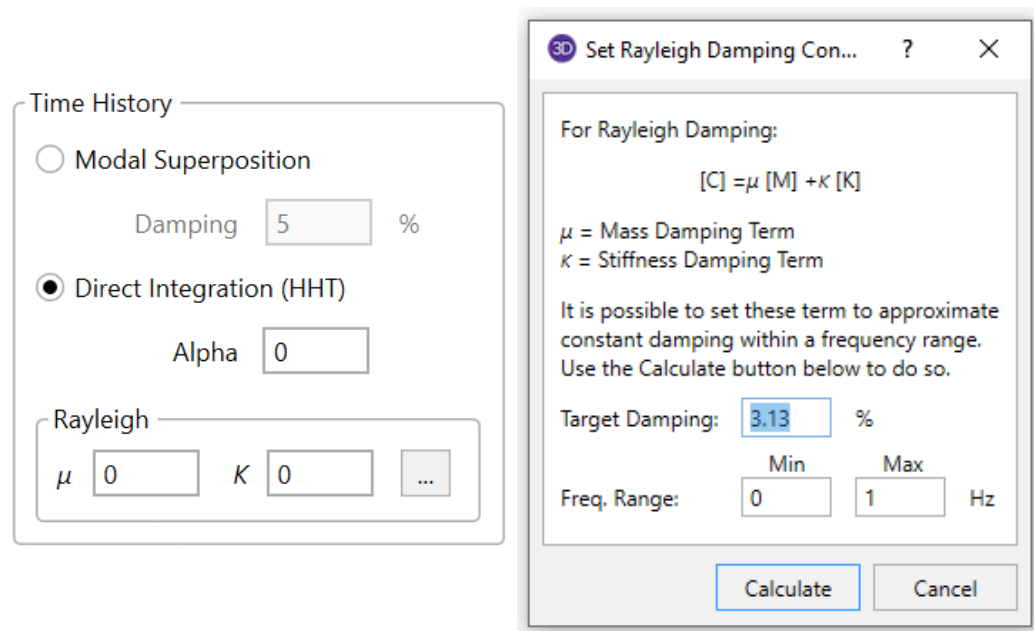 Time History
Modal Superposition
Damping 5 %
Direct Integration (HHT)
Alpha 0
Rayleigh
μ 0 K 0 ...
3D Set Rayleigh Damping Con... ? ×
For Rayleigh Damping:
[C] =μ [M] +κ [K]
μ = Mass Damping Term
κ = Stiffness Damping Term
It is possible to set these term to approximate
constant damping within a frequency range.
Use the Calculate button below to do so.
Target Damping: 3.13 %
Min Max
Freq. Range: 0 1 Hz
Calculate Cancel